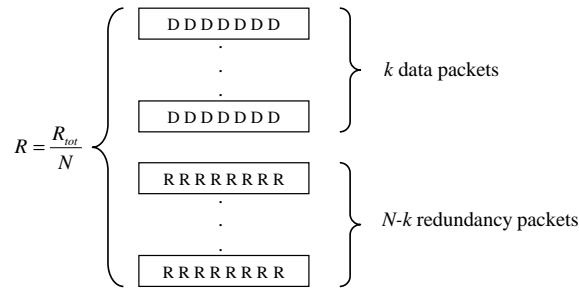 D D D D D D D
.
.
.
D D D D D D D
k data packets
R = R_tot / N
R R R R R R R R
.
.
.
R R R R R R R R
N-k redundancy packets